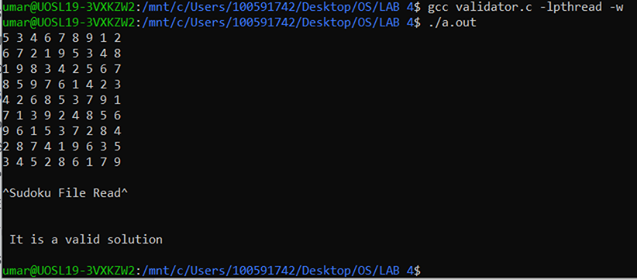 umar@UOSL19-3VXKZW2:/mnt/c/Users/100591742/Desktop/OS/LAB 4$ gcc validator.c -lpthread -w
umar@UOSL19-3VXKZW2:/mnt/c/Users/100591742/Desktop/OS/LAB 4$ ./a.out
5 3 4 6 7 8 9 1 2
6 7 2 1 9 5 3 4 8
1 9 8 3 4 2 5 6 7
8 5 9 7 6 1 4 2 3
4 2 6 8 5 3 7 9 1
7 1 3 9 2 4 8 5 6
9 6 1 5 3 7 2 8 4
2 8 7 4 1 9 6 3 5
3 4 5 2 8 6 1 7 9
^Sudoku File Read^
It is a valid solution
umar@UOSL19-3VXKZW2:/mnt/c/Users/100591742/Desktop/OS/LAB 4$